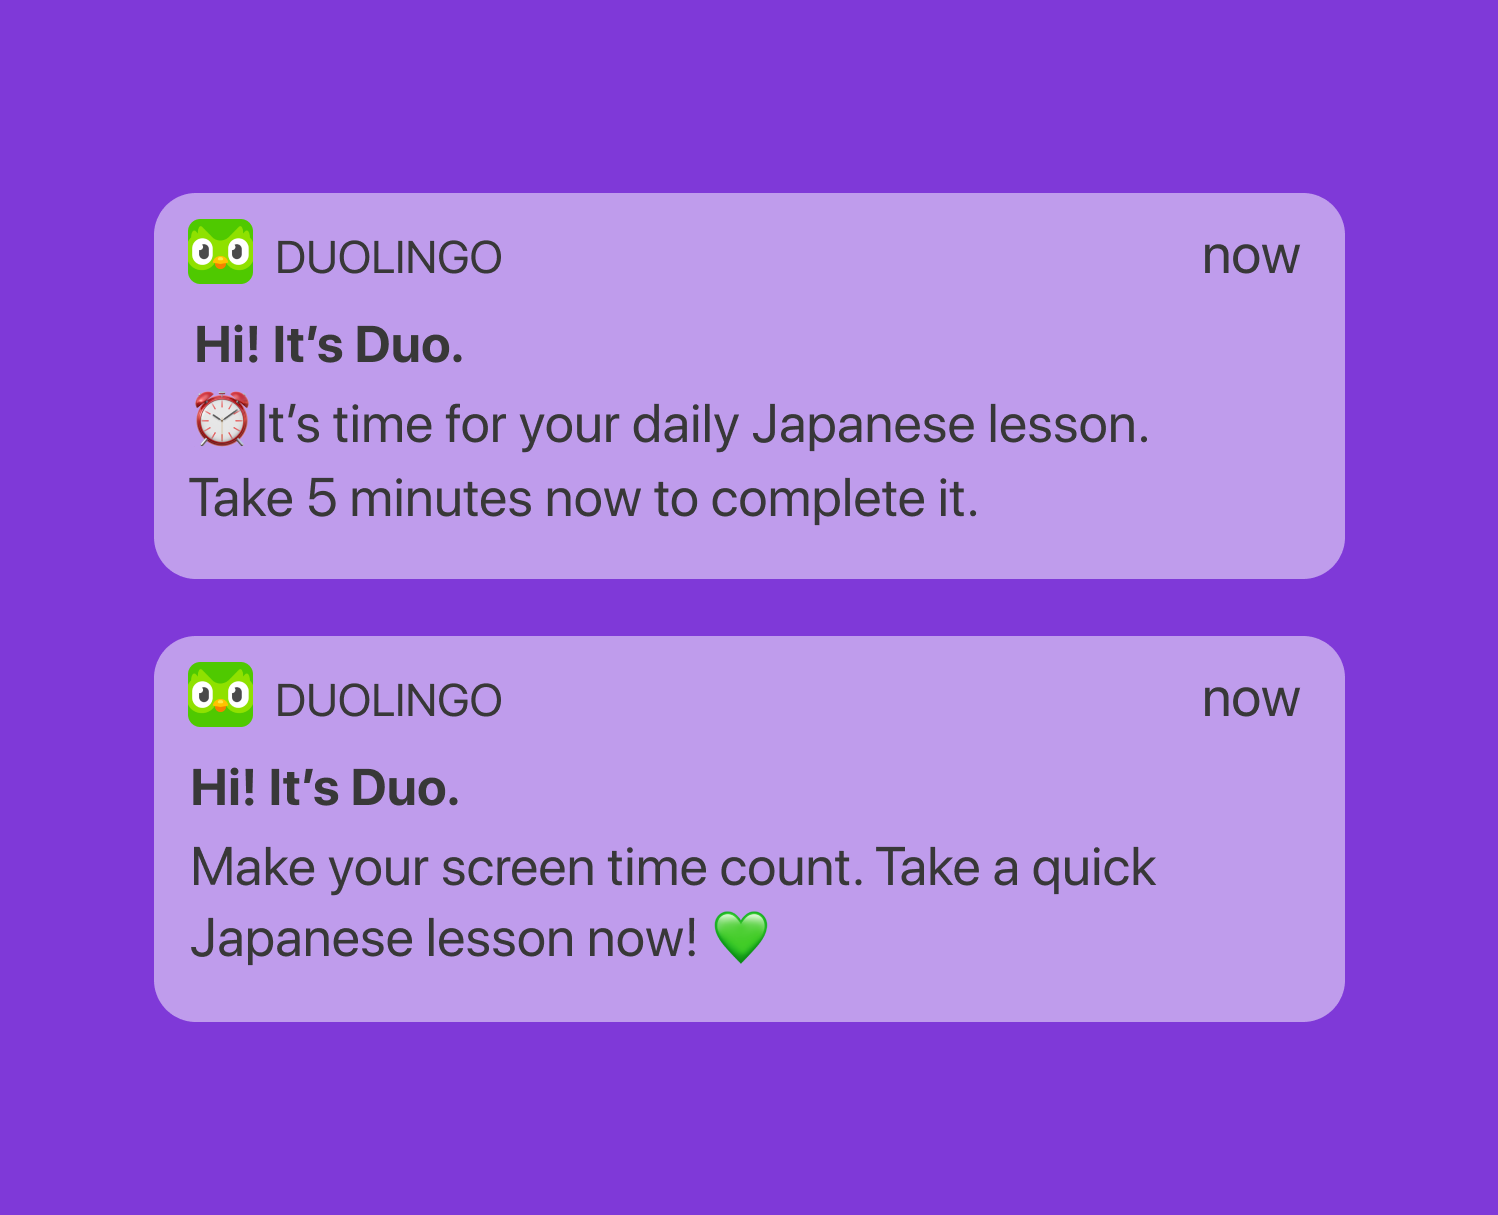 DUOLINGO
now
Hi! It’s Duo.
⏰It’s time for your daily Japanese lesson.
Take 5 minutes now to complete it.
DUOLINGO
now
Hi! It’s Duo.
Make your screen time count. Take a quick
Japanese lesson now! 💚